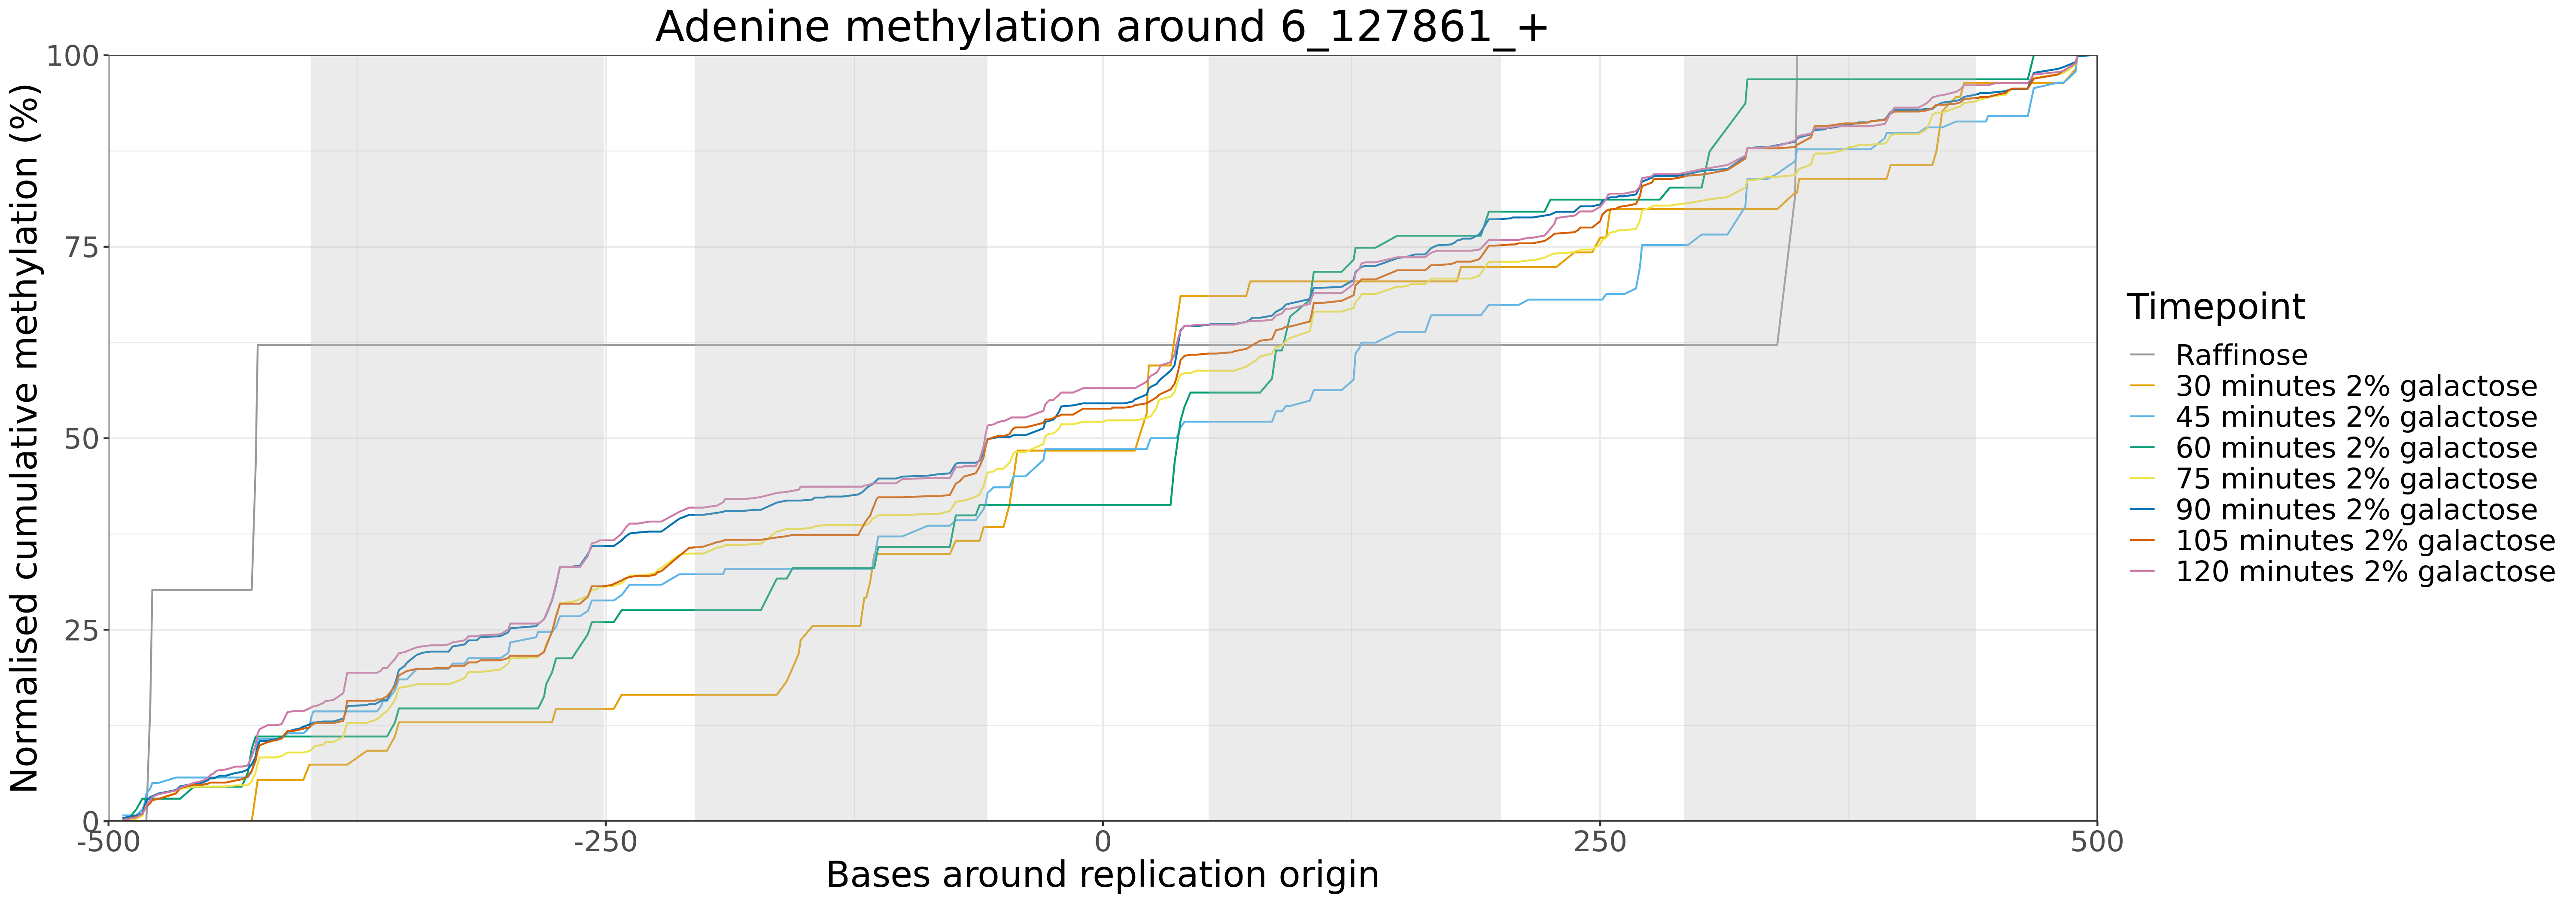 Adenine methylation around 6_127861_+
Normalised cumulative methylation (%)
100
75
50
25
0
-500
-250
0
250
500
Bases around replication origin
Timepoint
Raffinose
30 minutes 2% galactose
45 minutes 2% galactose
60 minutes 2% galactose
75 minutes 2% galactose
90 minutes 2% galactose
105 minutes 2% galactose
120 minutes 2% galactose